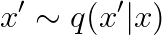 x′ ∼ q(x′|x)